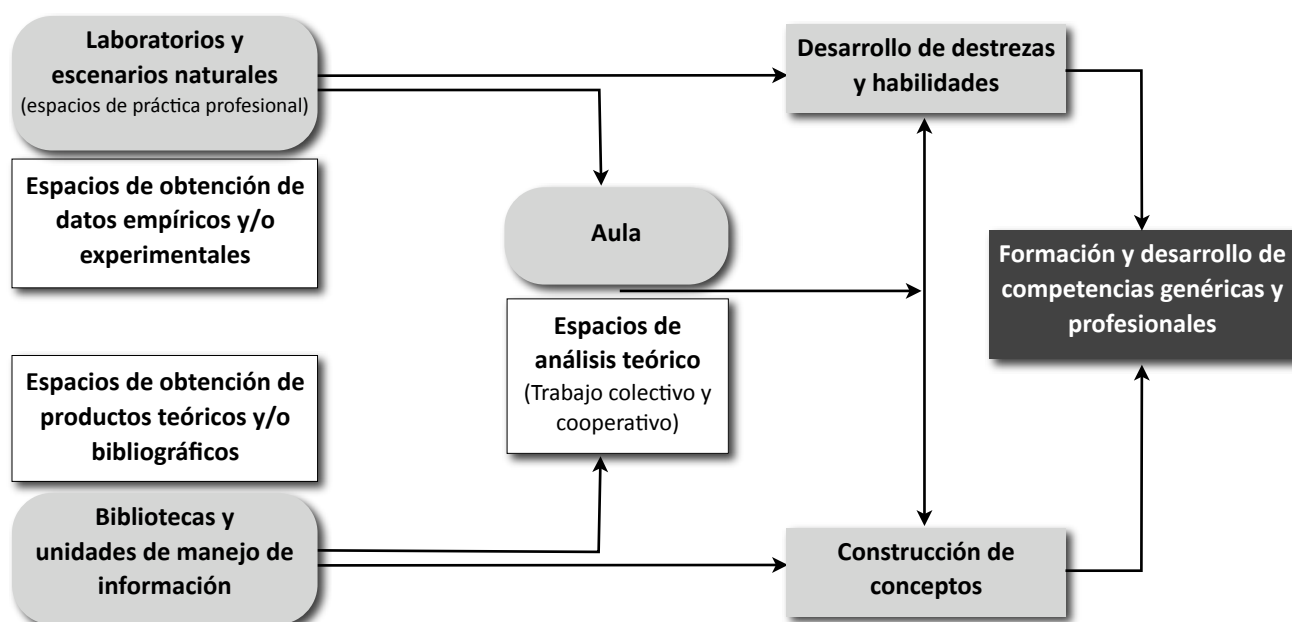 Laboratorios y
escenarios naturales
(espacios de práctica profesional)
Espacios de obtención de
datos empíricos y/o
experimentales
Espacios de obtención de
productos teóricos y/o
bibliográficos
Bibliotecas y
unidades de manejo de
información
Aula
Espacios de
análisis teórico
(Trabajo colectivo y
cooperativo)
Desarrollo de destrezas
y habilidades
Construcción de
conceptos
Formación y desarrollo de
competencias genéricas y
profesionales